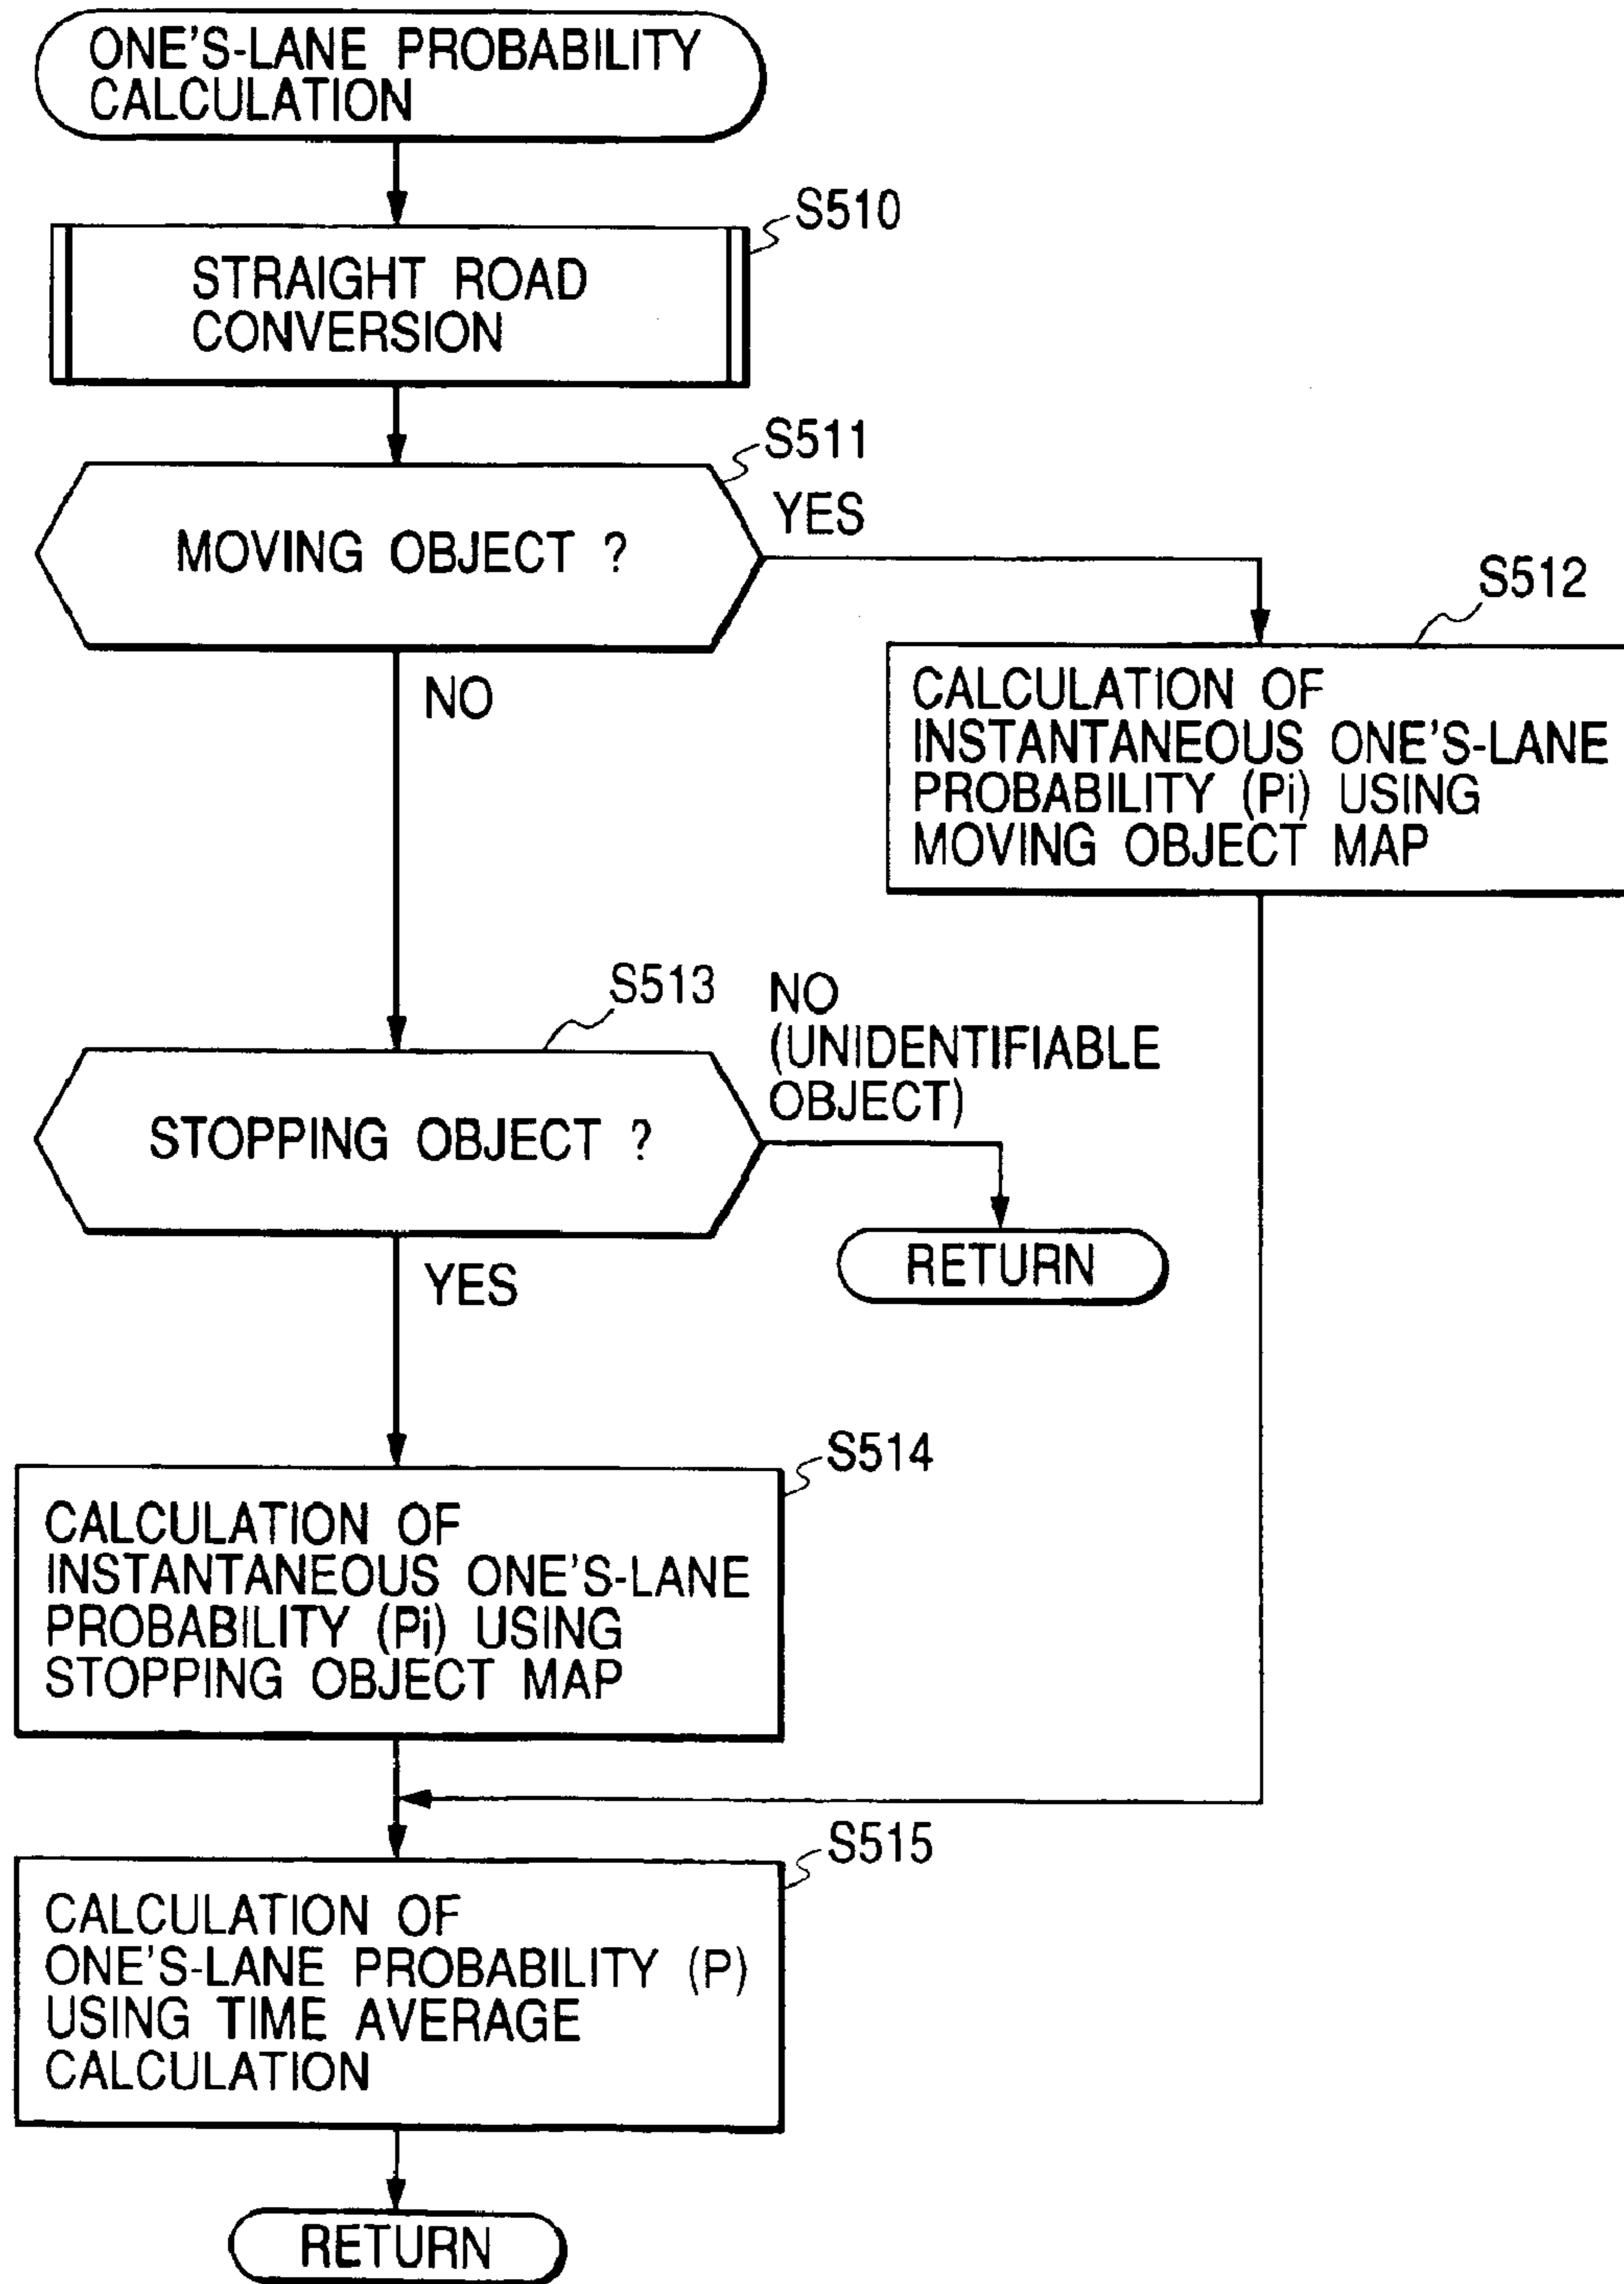 ONE'S-LANE PROBABILITY
CALCULATION
S510
STRAIGHT ROAD
CONVERSION
S511
YES
MOVING OBJECT ?
S512
NO
CALCULATION OF
INSTANTANEOUS ONE'S-LANE
PROBABILITY (Pi) USING
MOVING OBJECT MAP
S513
NO
(UNIDENTIFIABLE
OBJECT)
STOPPING OBJECT ?
RETURN
YES
S514
CALCULATION OF
INSTANTANEOUS ONE'S-LANE
PROBABILITY (Pi) USING
STOPPING OBJECT MAP
S515
CALCULATION OF
ONE'S-LANE PROBABILITY (P)
USING TIME AVERAGE
CALCULATION
RETURN